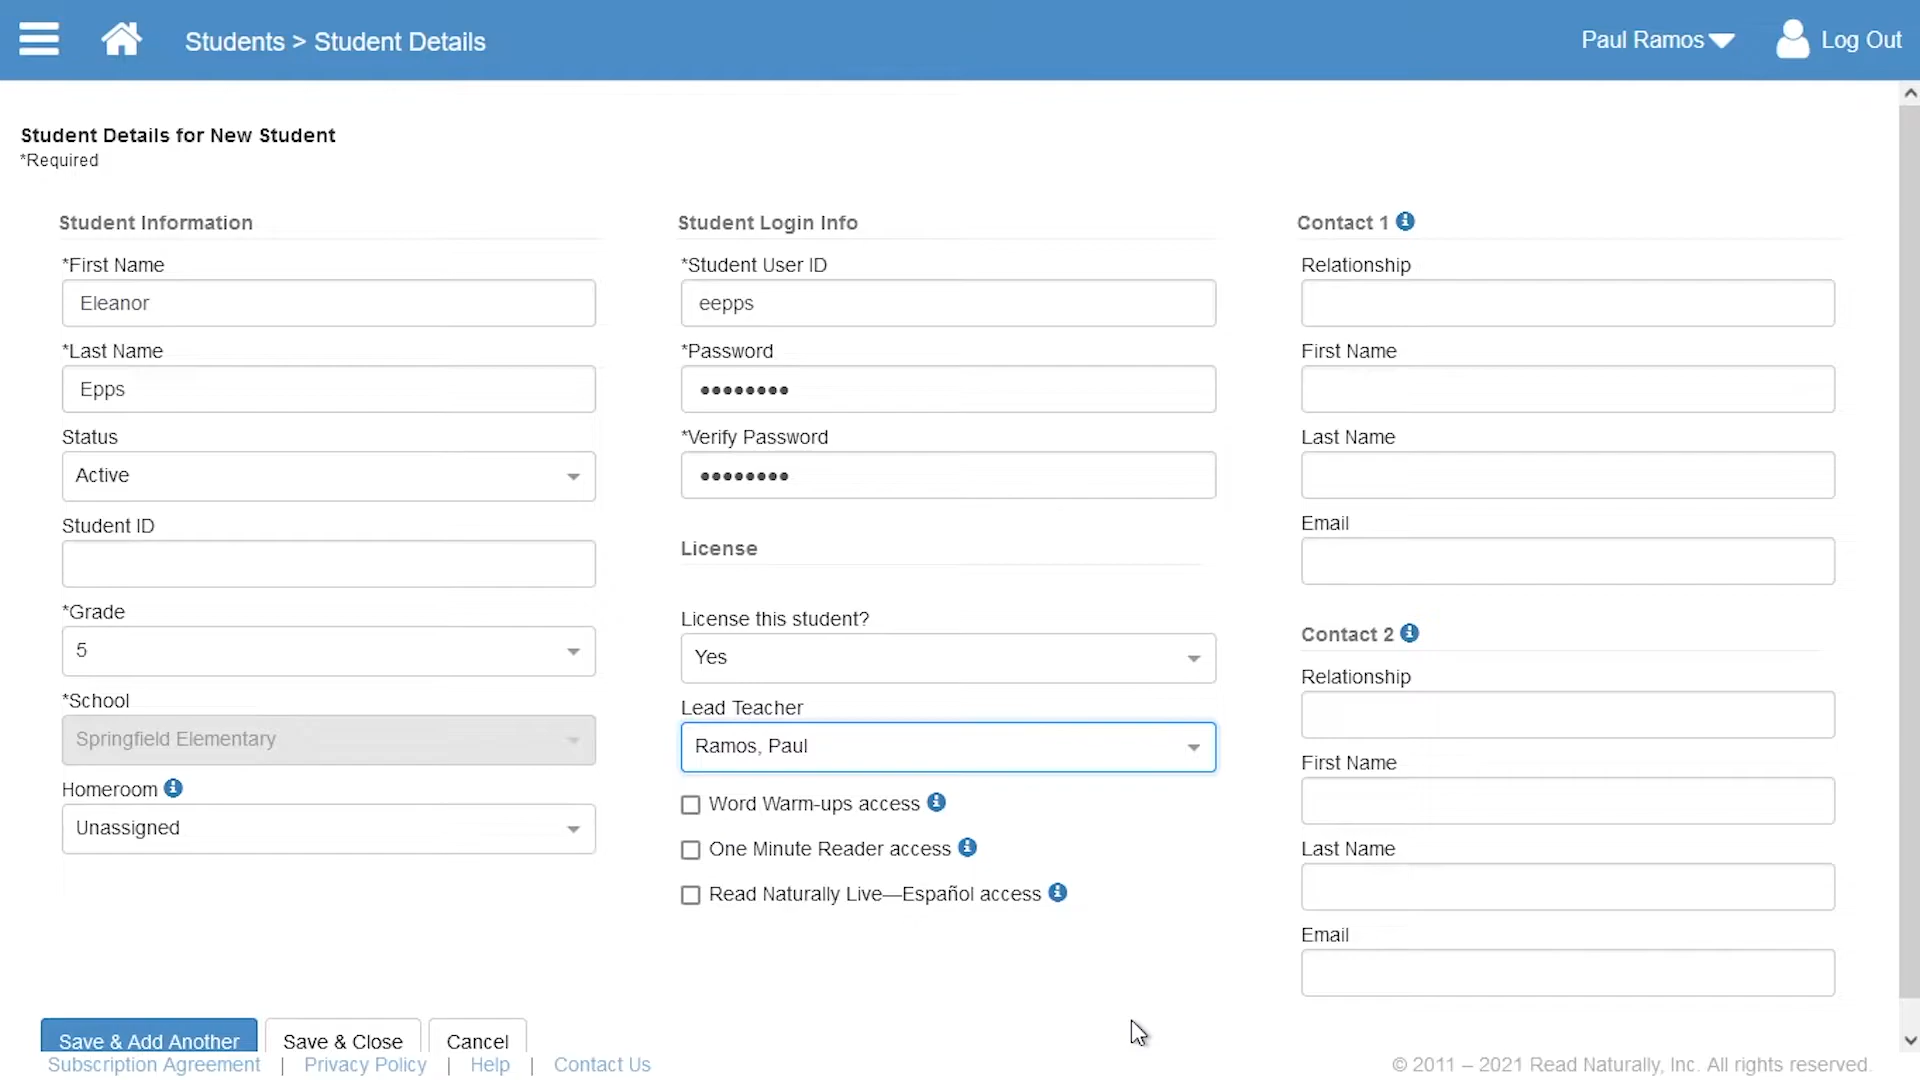 Students > Student Details
Paul Ramos
Log Out
Student Details for New Student
*Required
Student Information
*First Name
Eleanor
*Last Name
Epps
Status
Active
Student ID
*Grade
5
*School
Springfield Elementary
Homeroom
Unassigned
Student Login Info
*Student User ID
eepps
*Password
••••••••
*Verify Password
••••••••
License
License this student?
Yes
Lead Teacher
Ramos, Paul
Word Warm-ups access
One Minute Reader access
Read Naturally Live—Español access
Contact 1
Relationship
First Name
Last Name
Email
Contact 2
Relationship
First Name
Last Name
Email
Save & Add Another
Save & Close
Cancel
Subscription Agreement | Privacy Policy | Help | Contact Us
© 2011 – 2021 Read Naturally, Inc. All rights reserved.